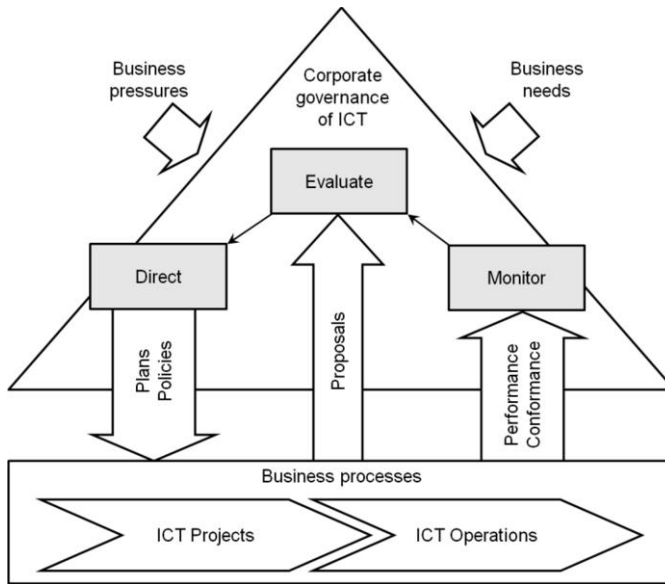 Business
pressures
Corporate
governance
of ICT
Business
needs
Evaluate
Direct
Monitor
Plans
Policies
Proposals
Performance
Conformance
Business processes
ICT Projects
ICT Operations